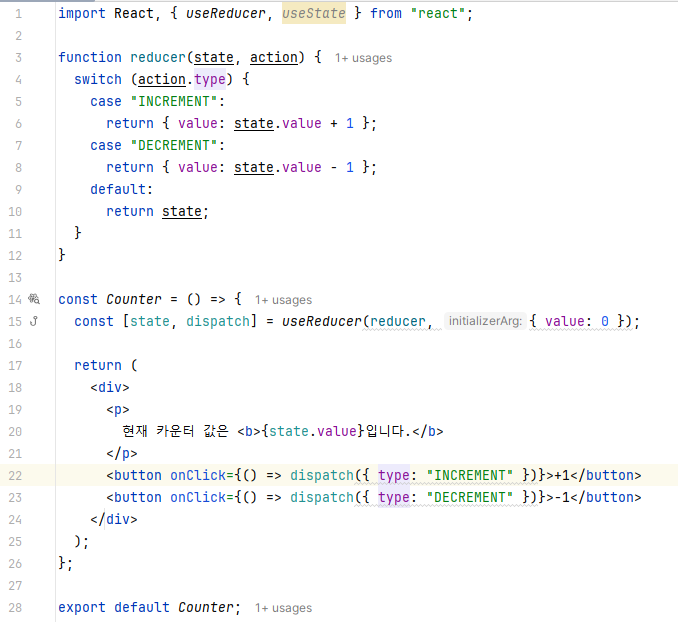 1 import React, { useReducer, useState } from "react";
2
3 function reducer(state, action) { 1+ usages
4 switch (action.type) {
5 case "INCREMENT":
6 return { value: state.value + 1 };
7 case "DECREMENT":
8 return { value: state.value - 1 };
9 default:
10 return state;
11 }
12 }
13
14 const Counter = () => { 1+ usages
15 const [state, dispatch] = useReducer(reducer, initializerArg: { value: 0 });
16
17 return (
18 <div>
19 <p>
20 현재 카운터 값은 <b>{state.value}입니다.</b>
21 </p>
22 <button onClick={() => dispatch({ type: "INCREMENT" })}>+1</button>
23 <button onClick={() => dispatch({ type: "DECREMENT" })}>-1</button>
24 </div>
25 );
26 };
27
28 export default Counter; 1+ usages